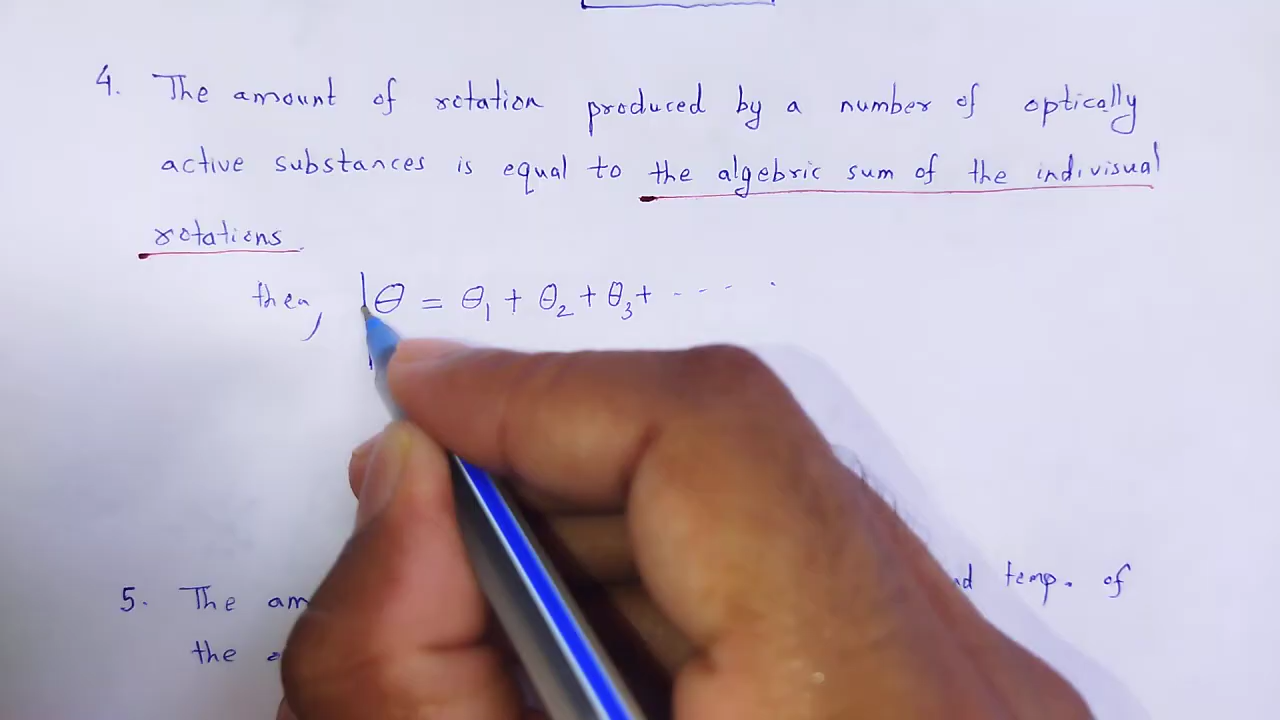 4. The amount of rotation produced by a number of optically
active substances is equal to the algebric sum of the indivisual
rotations.
then, θ = θ₁ + θ₂ + θ₃ + - - - - .
5. The temp. of
the